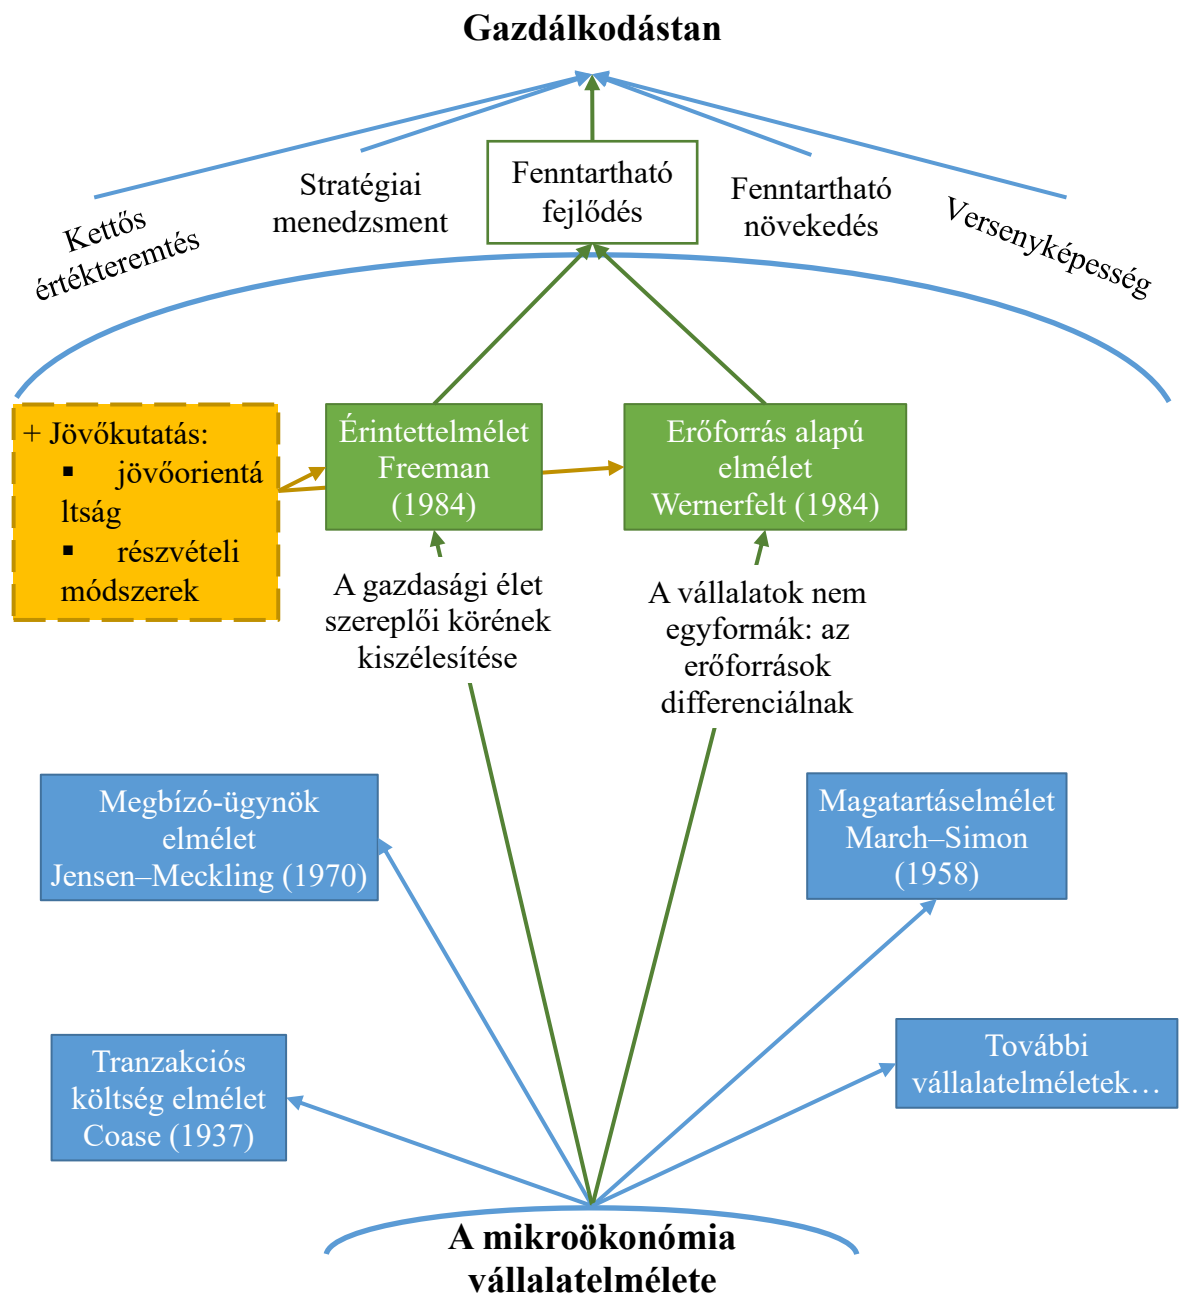 Gazdálkodástan
Kettős
értékteremtés
Stratégiai
menedzsment
Fenntartható
fejlődés
Fenntartható
növekedés
Versenyképesség
+ Jövőkutatás:
▪ jövőorientá
ltság
▪ részvételi
módszerek
Érintettelmélet
Freeman
(1984)
Erőforrás alapú
elmélet
Wernerfelt (1984)
A gazdasági élet
szereplői körének
kiszélesítése
A vállalatok nem
egyformák: az
erőforrások
differenciálnak
Megbízó-ügynök
elmélet
Jensen–Meckling (1970)
Magatartáselmélet
March–Simon
(1958)
Tranzakciós
költség elmélet
Coase (1937)
További
vállalatelméletek…
A mikroökonómia
vállalatelmélete